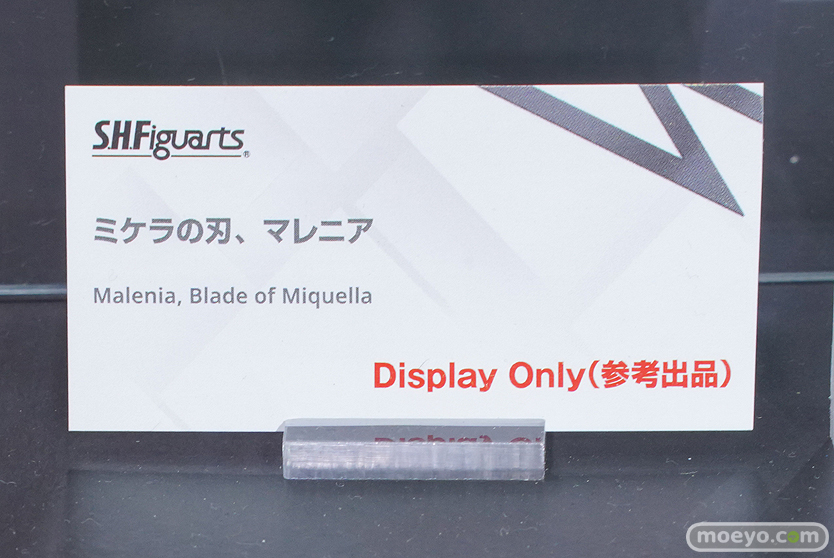 S.H.Figuarts®
ミケラの刃、マレニア
Malenia, Blade of Miquella
Display Only(参考出品)
moeyo.com